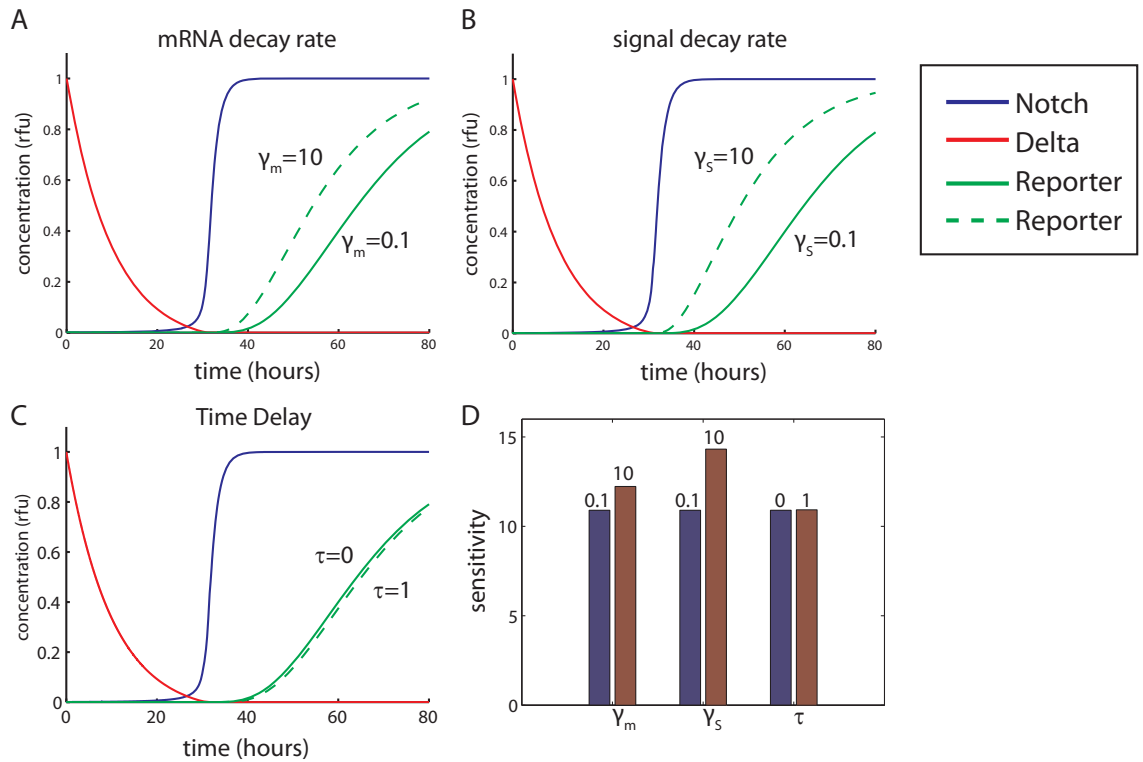 A
mRNA decay rate
concentration (rfu)
1
0.8
0.6
0.4
0.2
0
0 20 40 60 80
time (hours)
γm=10
γm=0.1
B
signal decay rate
concentration (rfu)
1
0.8
0.6
0.4
0.2
0
0 20 40 60 80
time (hours)
γS=10
γS=0.1
Notch
Delta
Reporter
Reporter
C
Time Delay
concentration (rfu)
1
0.8
0.6
0.4
0.2
0
0 20 40 60 80
time (hours)
τ=0
τ=1
D
sensitivity
15
10
5
0
0.1 10 0.1 10 0 1
γm γS τ